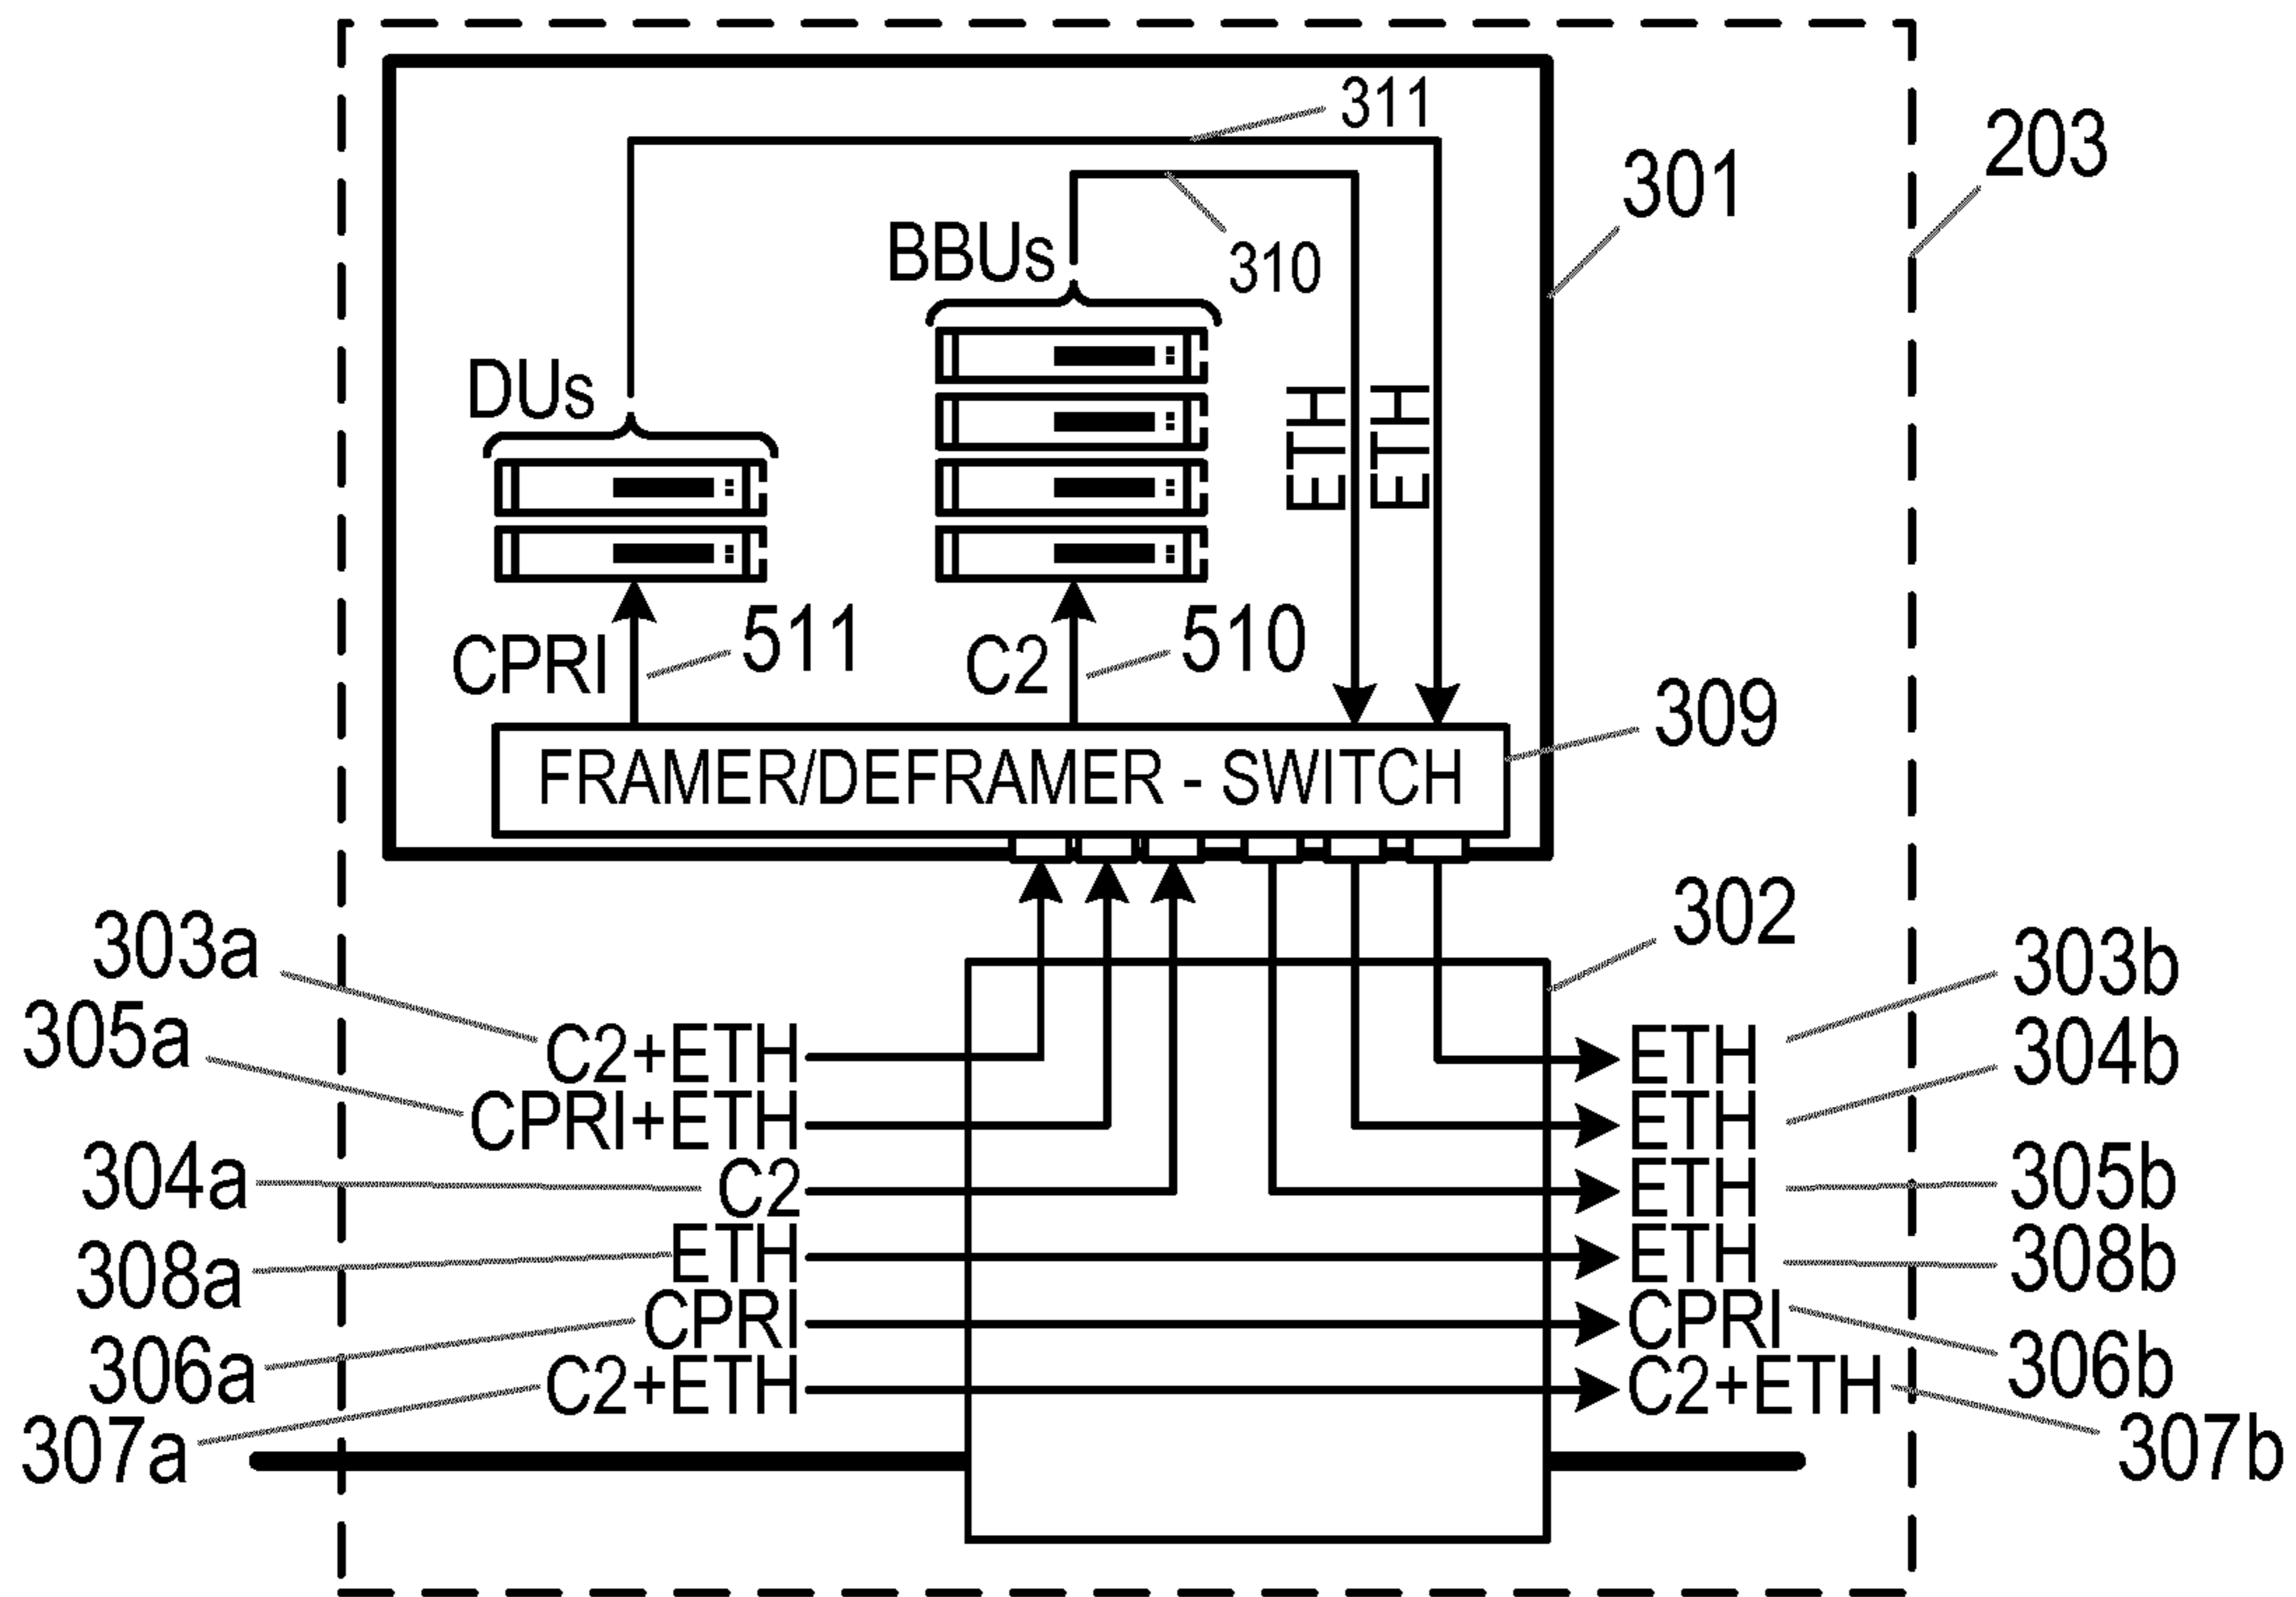 311
203
301
BBUs
310
DUs
ETH
ETH
CPRI
511
C2
510
309
FRAMER/DEFRAMER - SWITCH
302
303a
303b
305a
C2+ETH
ETH
304b
CPRI+ETH
ETH
304a
C2
ETH
305b
308a
ETH
ETH
308b
306a
CPRI
CPRI
306b
307a
C2+ETH
C2+ETH
307b